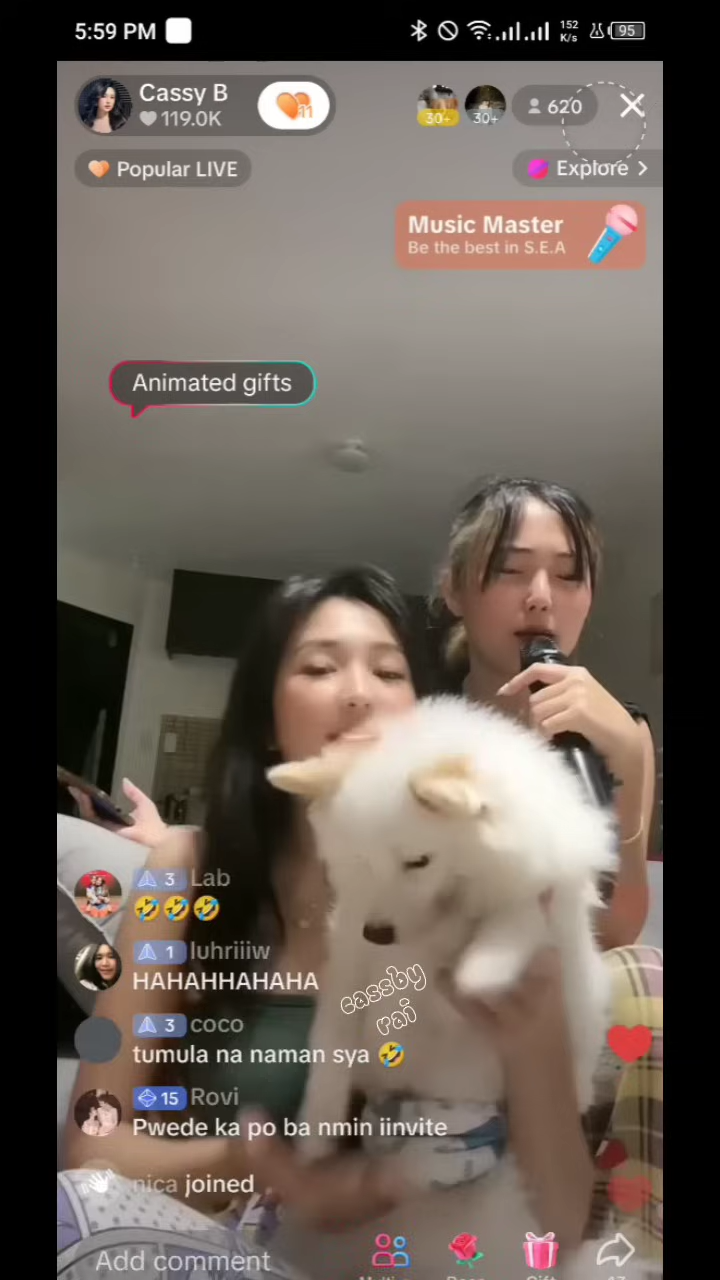 5:59 PM
152
K/s
95
Cassy B
119.0K
11
30+
30+
620
Popular LIVE
Explore
Music Master
Be the best in S.E.A
Animated gifts
3 Lab
🤣🤣🤣
1 luhriiiw
HAHAHHAHAHA
cassby
rai
3 coco
tumula na naman sya 🤣
15 Rovi
Pwede ka po ba nmin iinvite
nica joined
Add comment